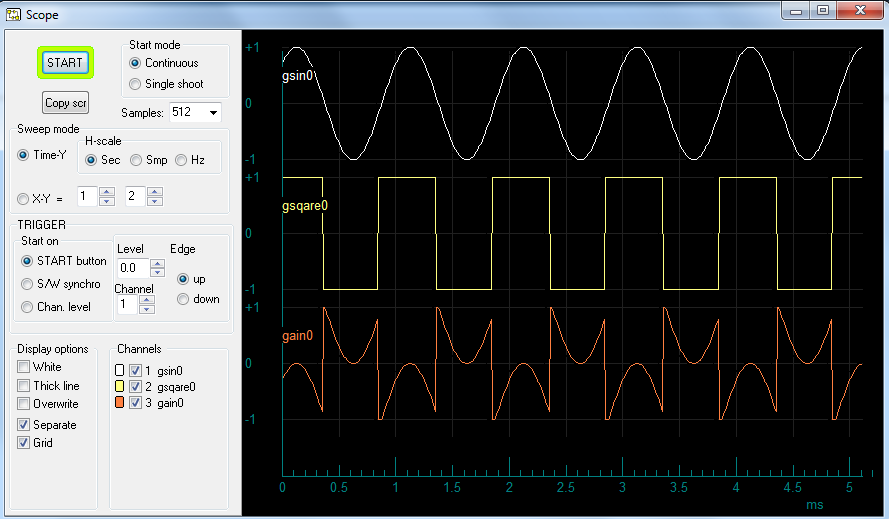 Scope
START
Start mode
Continuous
Single shoot
Copy scr
Samples: 512
Sweep mode
H-scale
Time-Y
Sec Smp Hz
X-Y = 1 2
TRIGGER
Start on
START button
S/W synchro
Chan. level
Level
0.0
Channel
1
Edge
up
down
Display options
White
Thick line
Overwrite
Separate
Grid
Channels
1 gsin0
2 gsqare0
3 gain0
+1
gsin0
0
-1
+1
gsqare0
0
-1
+1
gain0
0
-1
0 0.5 1 1.5 2 2.5 3 3.5 4 4.5 5
ms